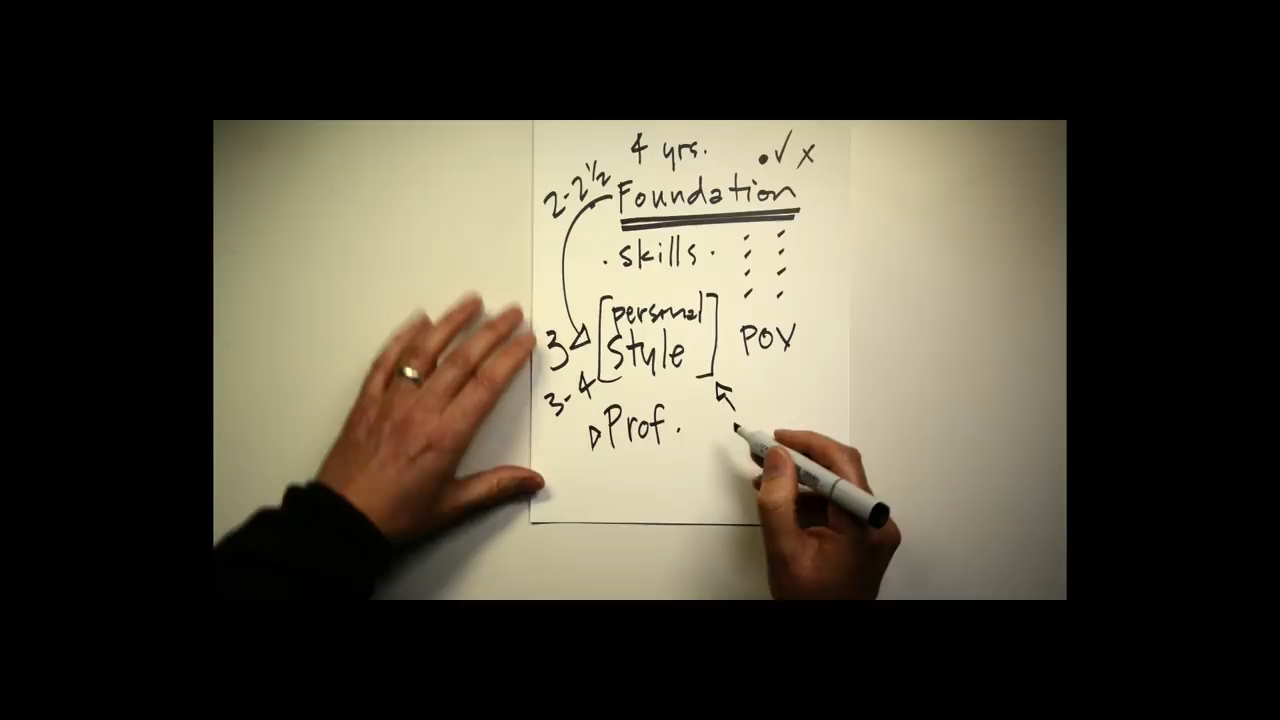 4 yrs. •✓ x
2-2½ Foundation
. skills .
[personal
3 style] POV
3-4
Prof.